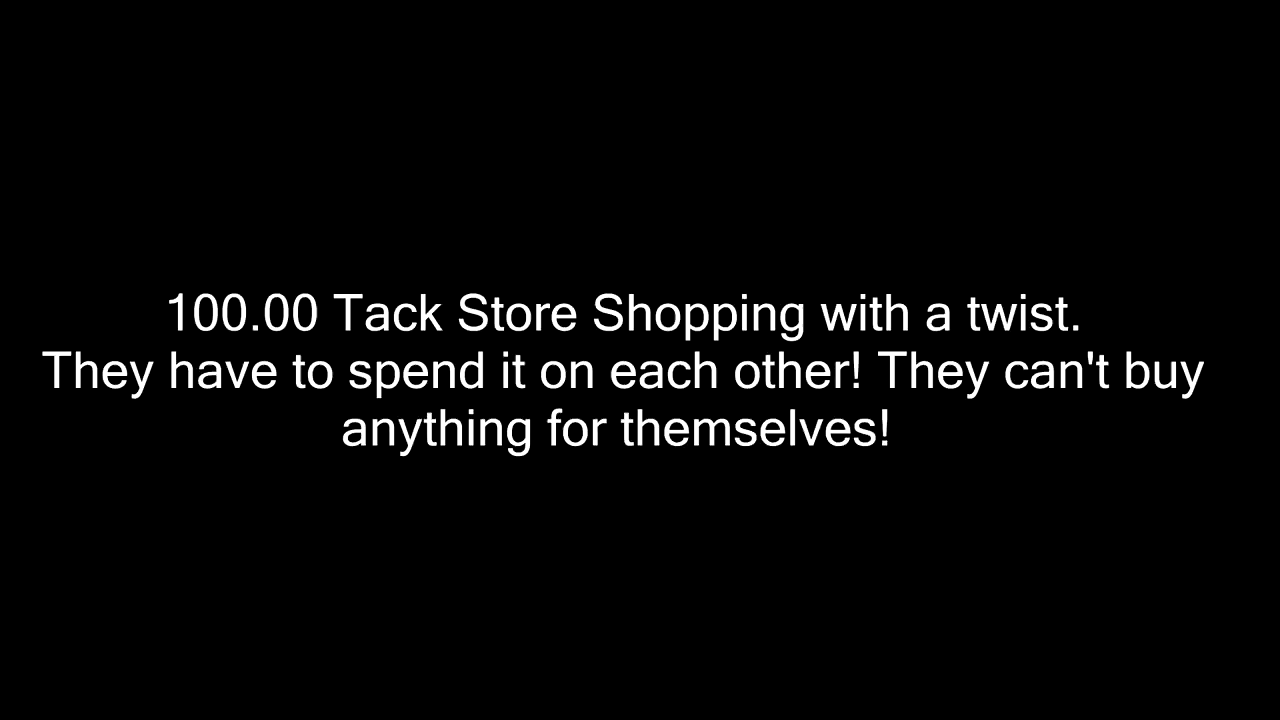 100.00 Tack Store Shopping with a twist.
They have to spend it on each other! They can't buy
anything for themselves!